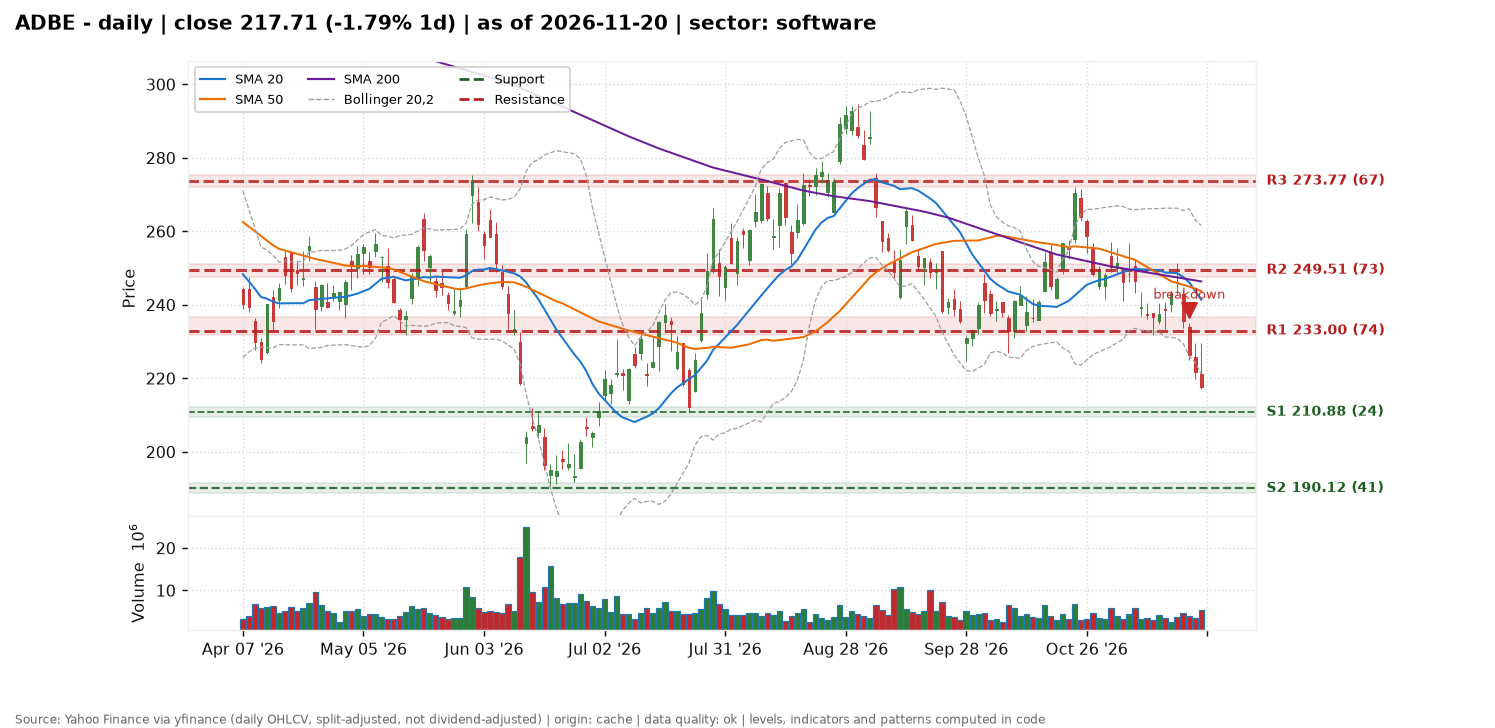 ADBE - daily | close 217.71 (-1.79% 1d) | as of 2026-11-20 | sector: software
SMA 20
SMA 50
SMA 200
Bollinger 20,2
Support
Resistance
Price
300
280
260
240
220
200
R3 273.77 (67)
R2 249.51 (73)
breakdown
R1 233.00 (74)
S1 210.88 (24)
S2 190.12 (41)
Volume 10⁶
20
10
Apr 07 '26
May 05 '26
Jun 03 '26
Jul 02 '26
Jul 31 '26
Aug 28 '26
Sep 28 '26
Oct 26 '26
Source: Yahoo Finance via yfinance (daily OHLCV, split-adjusted, not dividend-adjusted) | origin: cache | data quality: ok | levels, indicators and patterns computed in code